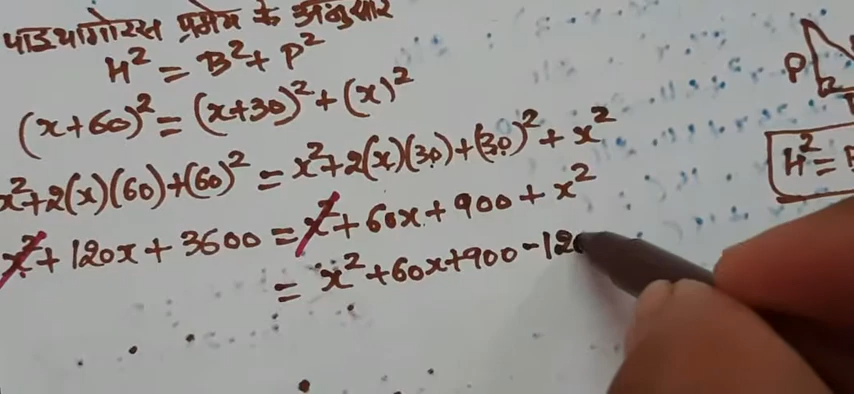 पाइथागोरस प्रमेय के अनुसार
H² = B² + P²
(x+60)² = (x+30)² + (x)²
x²+2(x)(60)+(60)² = x²+2(x)(30)+(30)² + x²
x² + 120x + 3600 = x² + 60x + 900 + x²
= x² + 60x + 900 - 120
P
H² =